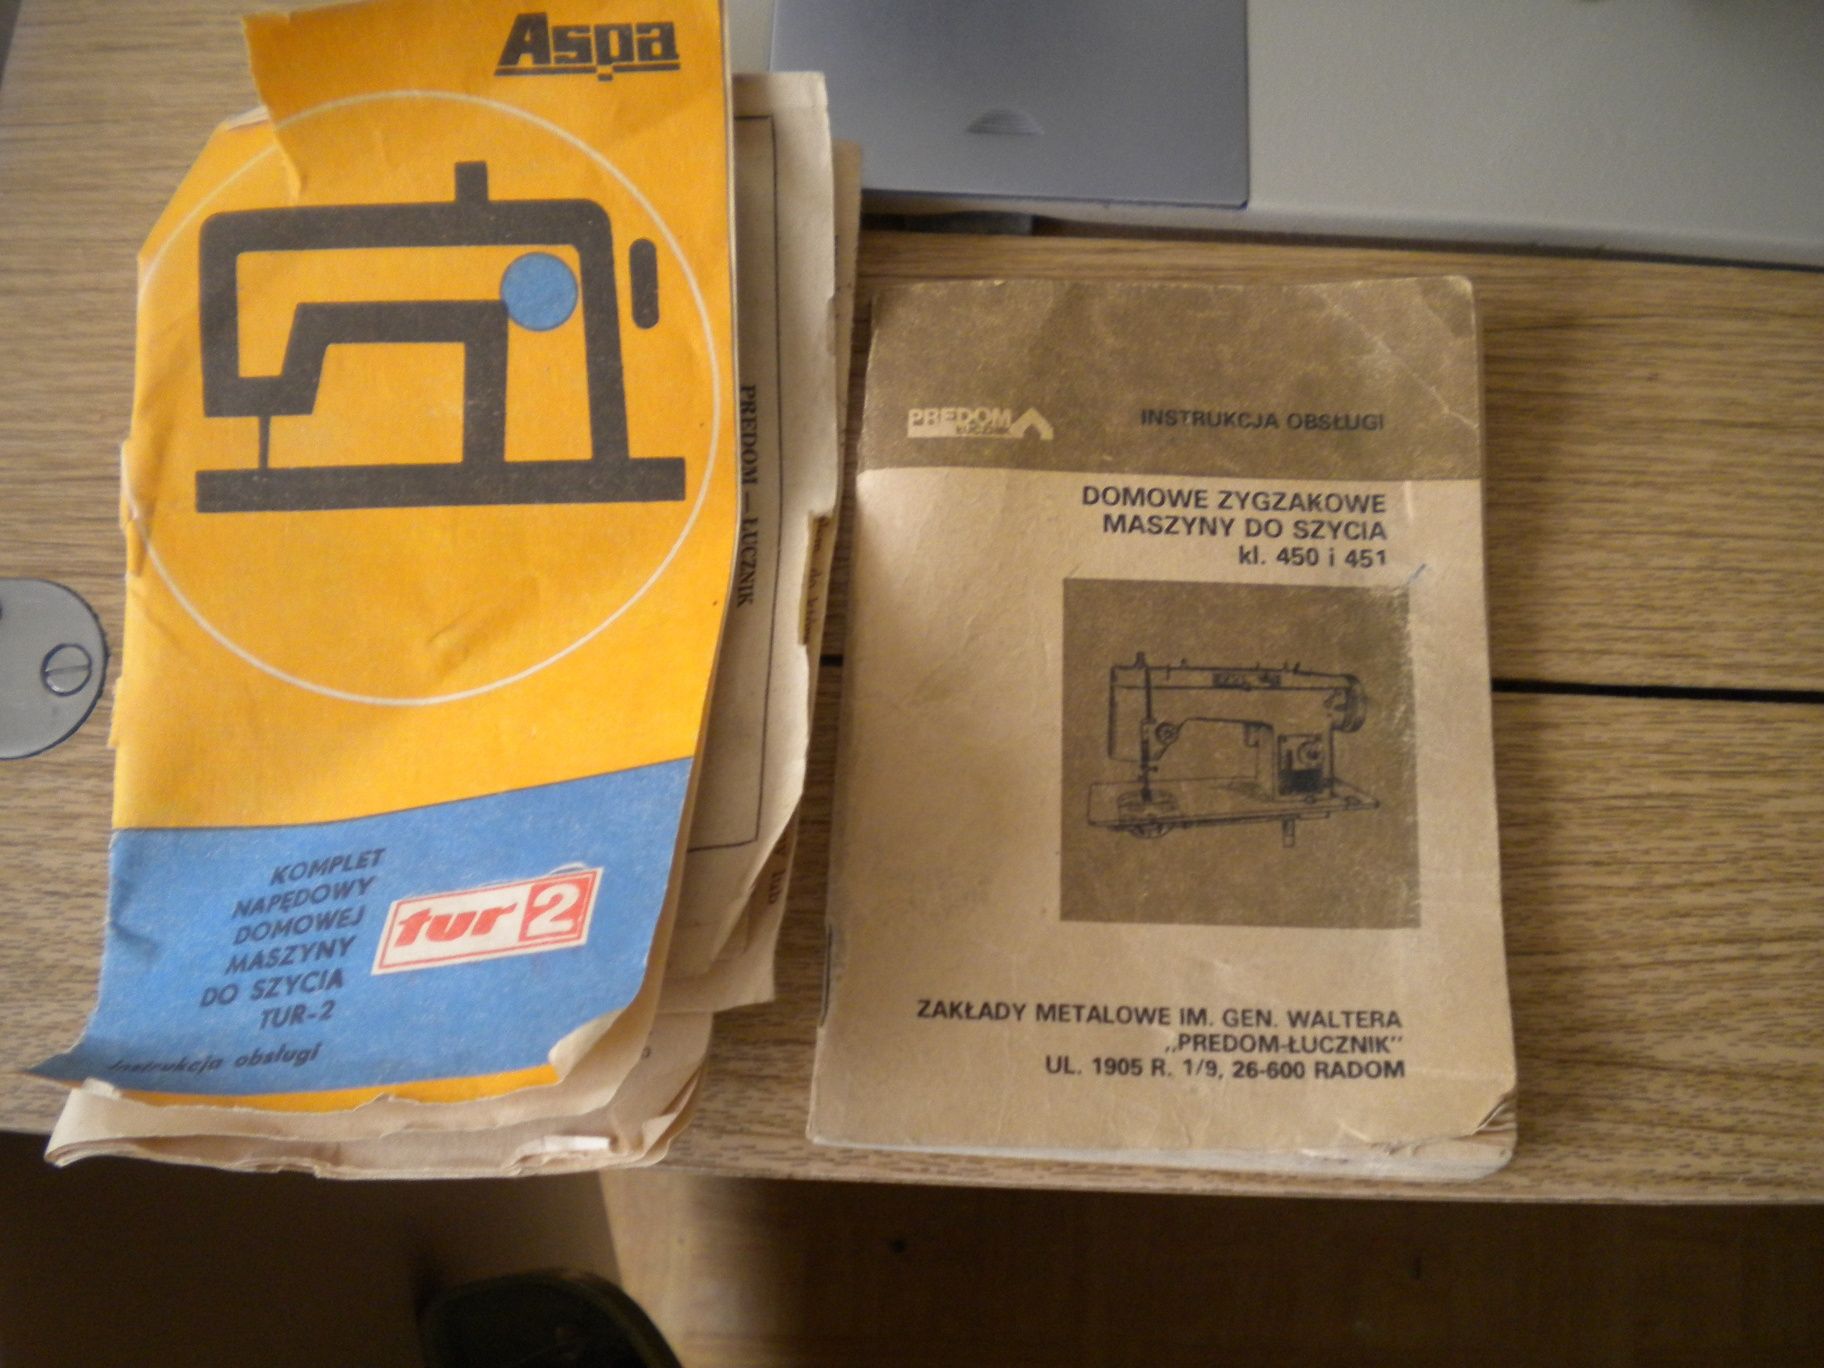 Aspa
KOMPLET
NAPĘDOWY
DOMOWEJ
MASZYNY
DO SZYCIA
TUR-2
tur 2
Instrukcja obsługi
PREDOM — ŁUCZNIK
PREDOM
ŁUCZNIK
INSTRUKCJA OBSŁUGI
DOMOWE ZYGZAKOWE
MASZYNY DO SZYCIA
kl. 450 i 451
ZAKŁADY METALOWE IM. GEN. WALTERA
„PREDOM-ŁUCZNIK”
UL. 1905 R. 1/9, 26-600 RADOM